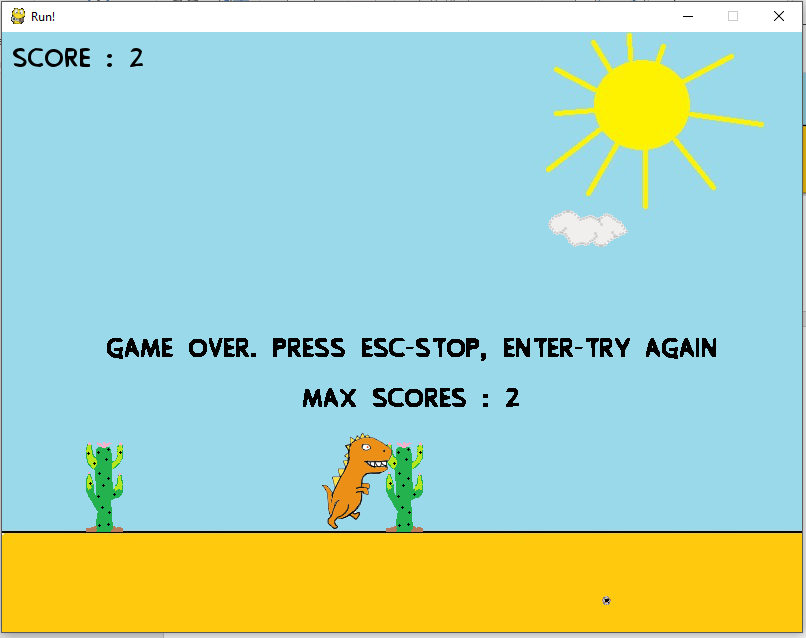 Run!
SCORE : 2
GAME OVER. PRESS ESC-STOP, ENTER-TRY AGAIN
MAX SCORES : 2